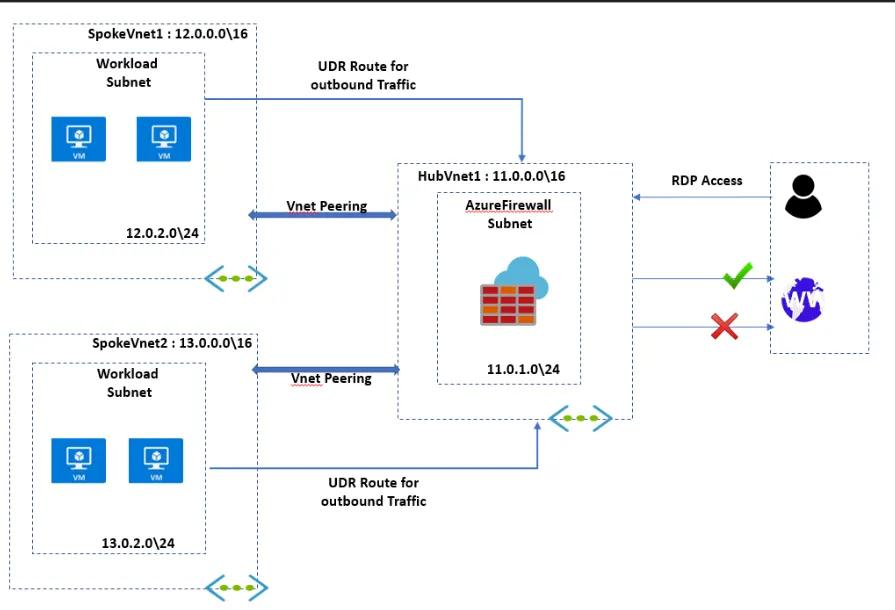 SpokeVnet1 : 12.0.0.0\16
Workload
Subnet
VM
VM
12.0.2.0\24
UDR Route for
outbound Traffic
Vnet Peering
HubVnet1 : 11.0.0.0\16
AzureFirewall
Subnet
11.0.1.0\24
RDP Access
WW
SpokeVnet2 : 13.0.0.0\16
Workload
Subnet
VM
VM
13.0.2.0\24
Vnet Peering
UDR Route for
outbound Traffic